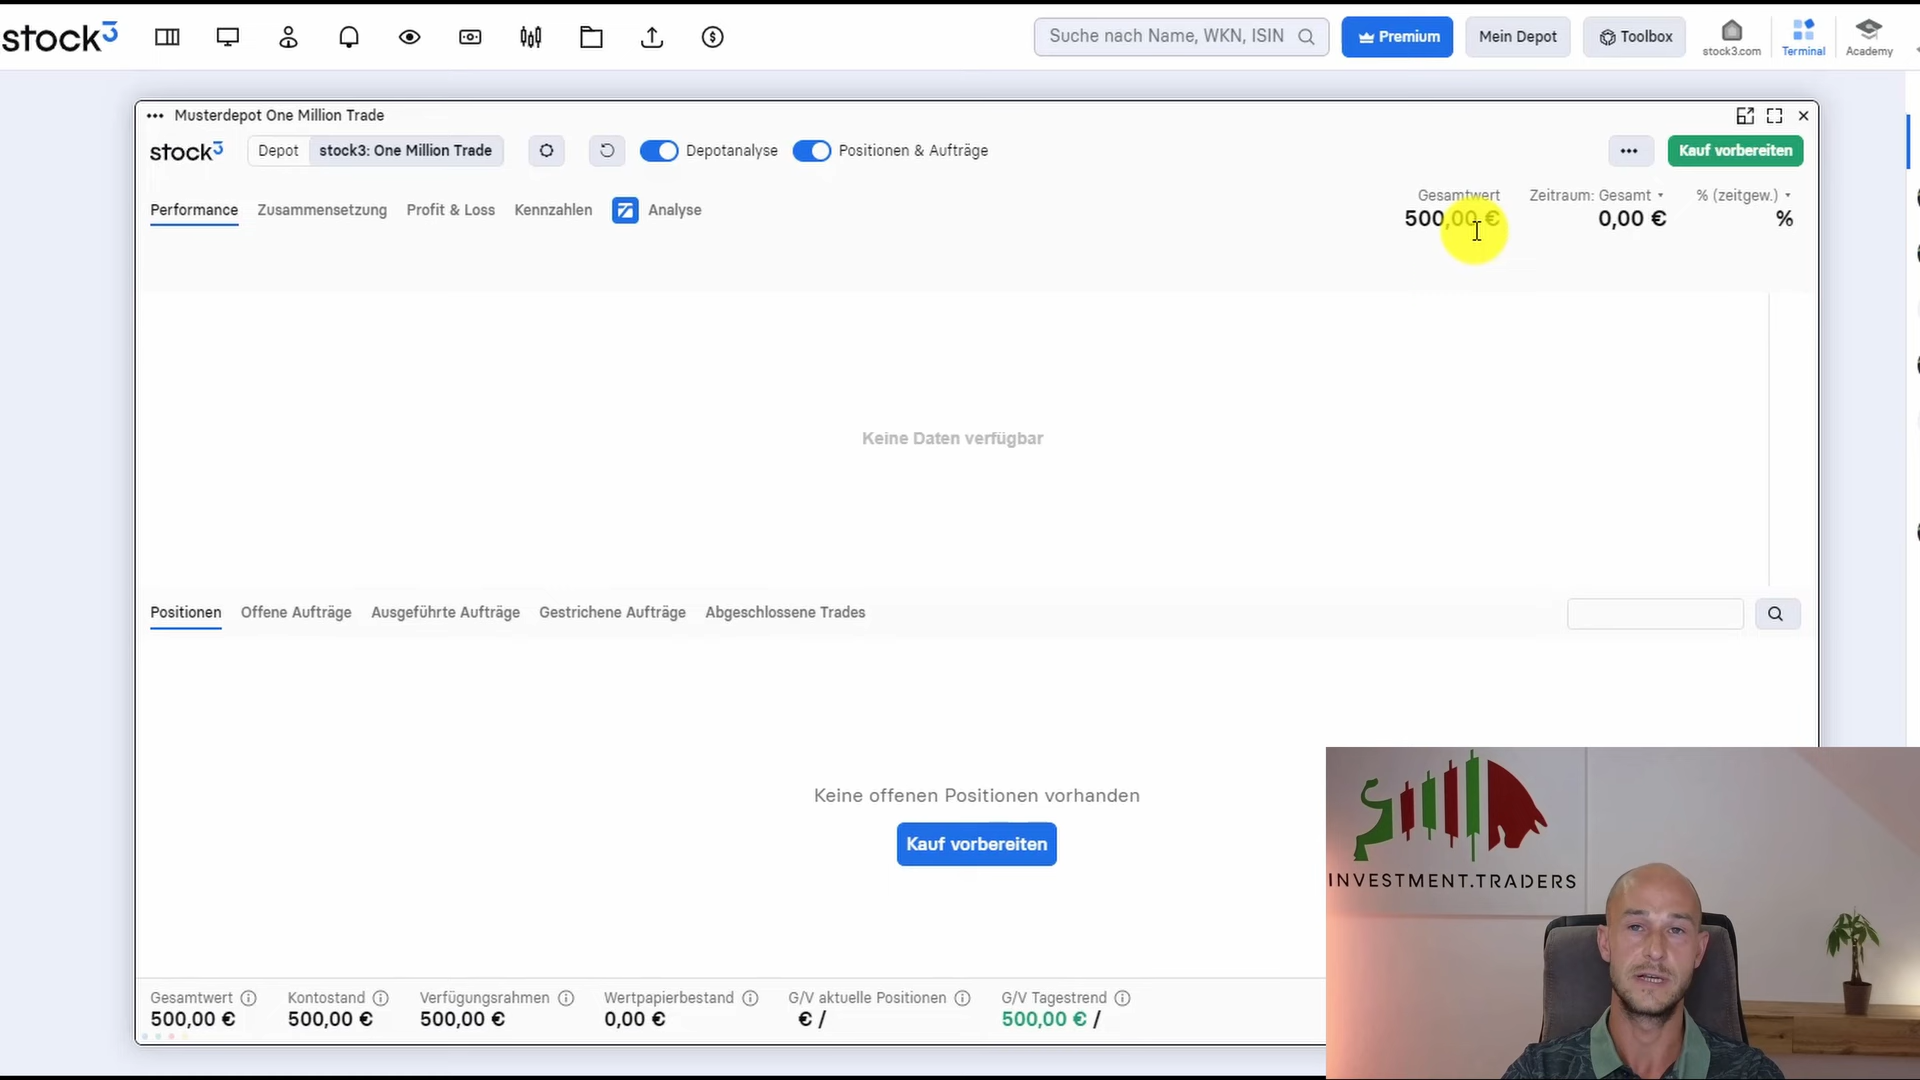 stock3
Suche nach Name, WKN, ISIN
Premium
Mein Depot
Toolbox
stock3.com
Terminal
Academy
Musterdepot One Million Trade
stock3
Depot
stock3: One Million Trade
Depotanalyse
Positionen & Aufträge
Kauf vorbereiten
Performance
Zusammensetzung
Profit & Loss
Kennzahlen
Analyse
Gesamtwert
500,00 €
Zeitraum: Gesamt
0,00 €
% (zeitgew.)
%
Keine Daten verfügbar
Positionen
Offene Aufträge
Ausgeführte Aufträge
Gestrichene Aufträge
Abgeschlossene Trades
Keine offenen Positionen vorhanden
Kauf vorbereiten
Gesamtwert
500,00 €
Kontostand
500,00 €
Verfügungsrahmen
500,00 €
Wertpapierbestand
0,00 €
G/V aktuelle Positionen
€ /
G/V Tagestrend
500,00 € /
INVESTMENT.TRADERS